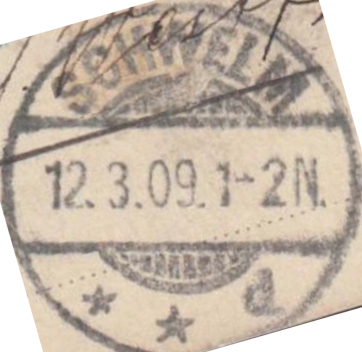 SCHWELM
12.3.09.1-2N.
* * d